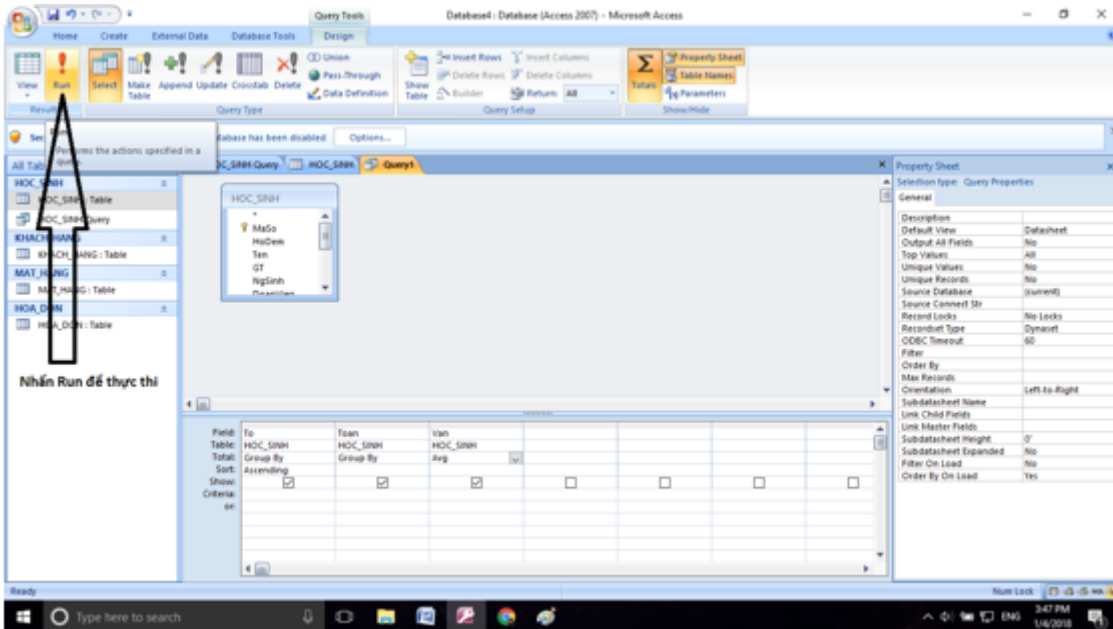 Query Tools
Database4 : Database (Access 2007) - Microsoft Access
Home Create External Data Database Tools Design
View
Run
Select
Make Table
Append
Update
Crosstab
Delete
Union
Pass-Through
Data Definition
Show Table
Insert Rows
Delete Rows
Builder
Insert Columns
Delete Columns
Return: All
Totals
Property Sheet
Table Names
Parameters
Query Type
Query Setup
Show/Hide
Performs the actions specified in a query.
database has been disabled
Options...
All
HOC_SINH
HOC_SINH : Table
HOC_SINH Query
KHACH_HANG
KHACH_HANG : Table
MAT_HANG
MAT_HANG : Table
HOA_DON
HOA_DON : Table
Nhấn Run để thực thi
HOC_SINH Query
HOC_SINH
Query1
HOC_SINH
*
MaSo
HoDem
Ten
GT
NgSinh
Field: To Toan Van
Table: HOC_SINH HOC_SINH HOC_SINH
Total: Group By Group By Avg
Sort: Ascending
Show:
Criteria:
or:
Property Sheet
Selection type: Query Properties
General
Description
Default View Datasheet
Output All Fields No
Top Values All
Unique Values No
Unique Records No
Source Database (current)
Source Connect Str
Record Locks No Locks
Recordset Type Dynaset
ODBC Timeout 60
Filter
Order By
Max Records
Orientation Left-to-Right
Subdatasheet Name
Link Child Fields
Link Master Fields
Subdatasheet Height 0"
Subdatasheet Expanded No
Filter On Load No
Order By On Load Yes
Ready
Num Lock
Type here to search
ENG
3:47 PM
1/4/2018